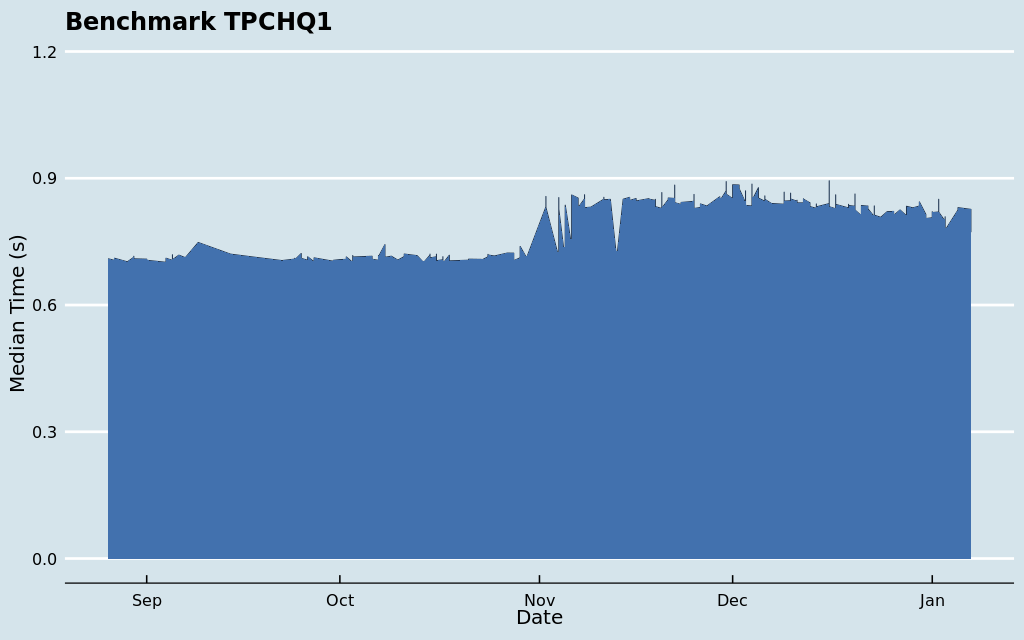 Benchmark TPCHQ1
1.2
0.9
0.6
0.3
0.0
Median Time (s)
Sep Oct Nov Dec Jan
Date